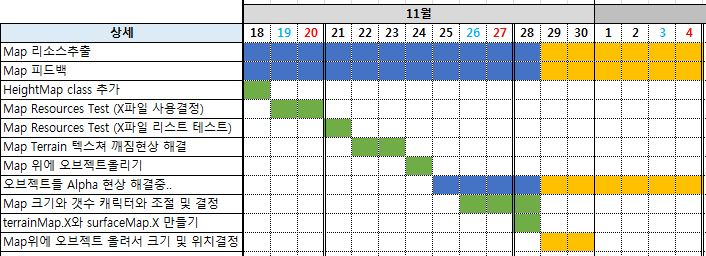 11월
상세 18 19 20 21 22 23 24 25 26 27 28 29 30 1 2 3 4
Map 리소스추출
Map 피드백
HeightMap class 추가
Map Resources Test (X파일 사용결정)
Map Resources Test (X파일 리스트 테스트)
Map Terrain 텍스쳐 깨짐현상 해결
Map 위에 오브젝트올리기
오브젝트들 Alpha 현상 해결중..
Map 크기와 갯수 캐릭터와 조절 및 결정
terrainMap.X와 surfaceMap.X 만들기
Map위에 오브젝트 올려서 크기 및 위치결정